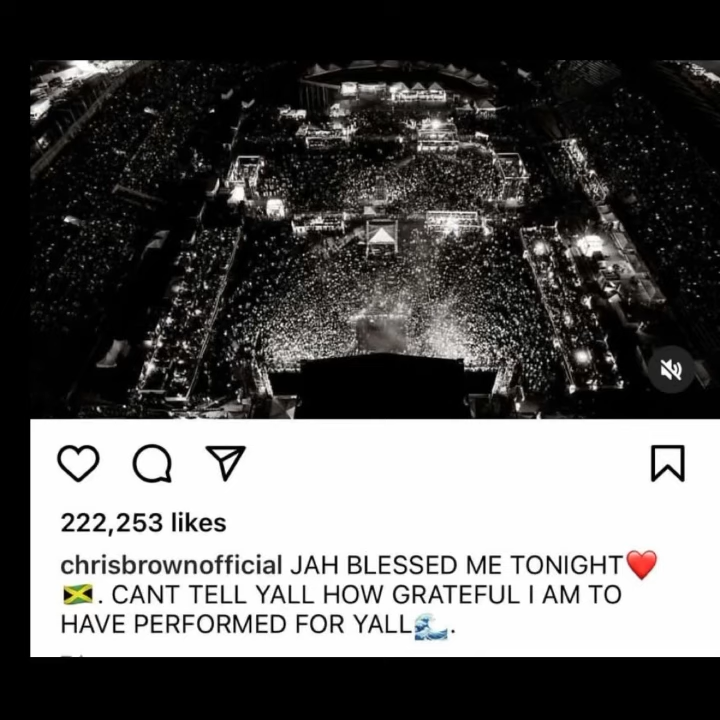 222,253 likes
chrisbrownofficial JAH BLESSED ME TONIGHT❤️
🇯🇲. CANT TELL YALL HOW GRATEFUL I AM TO
HAVE PERFORMED FOR YALL🌊.